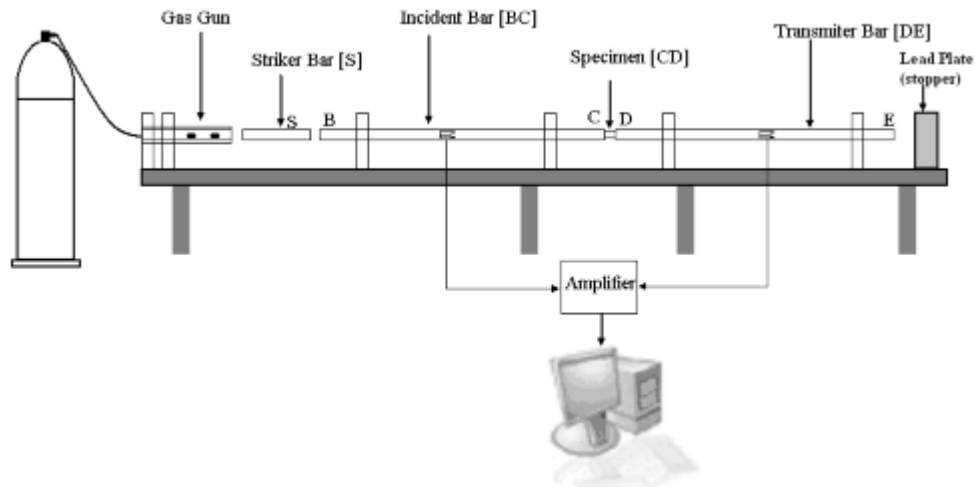 Gas Gun
Incident Bar [BC]
Transmiter Bar [DE]
Striker Bar [S]
Specimen [CD]
Lead Plate
(stopper)
S
B
C
D
E
Amplifier